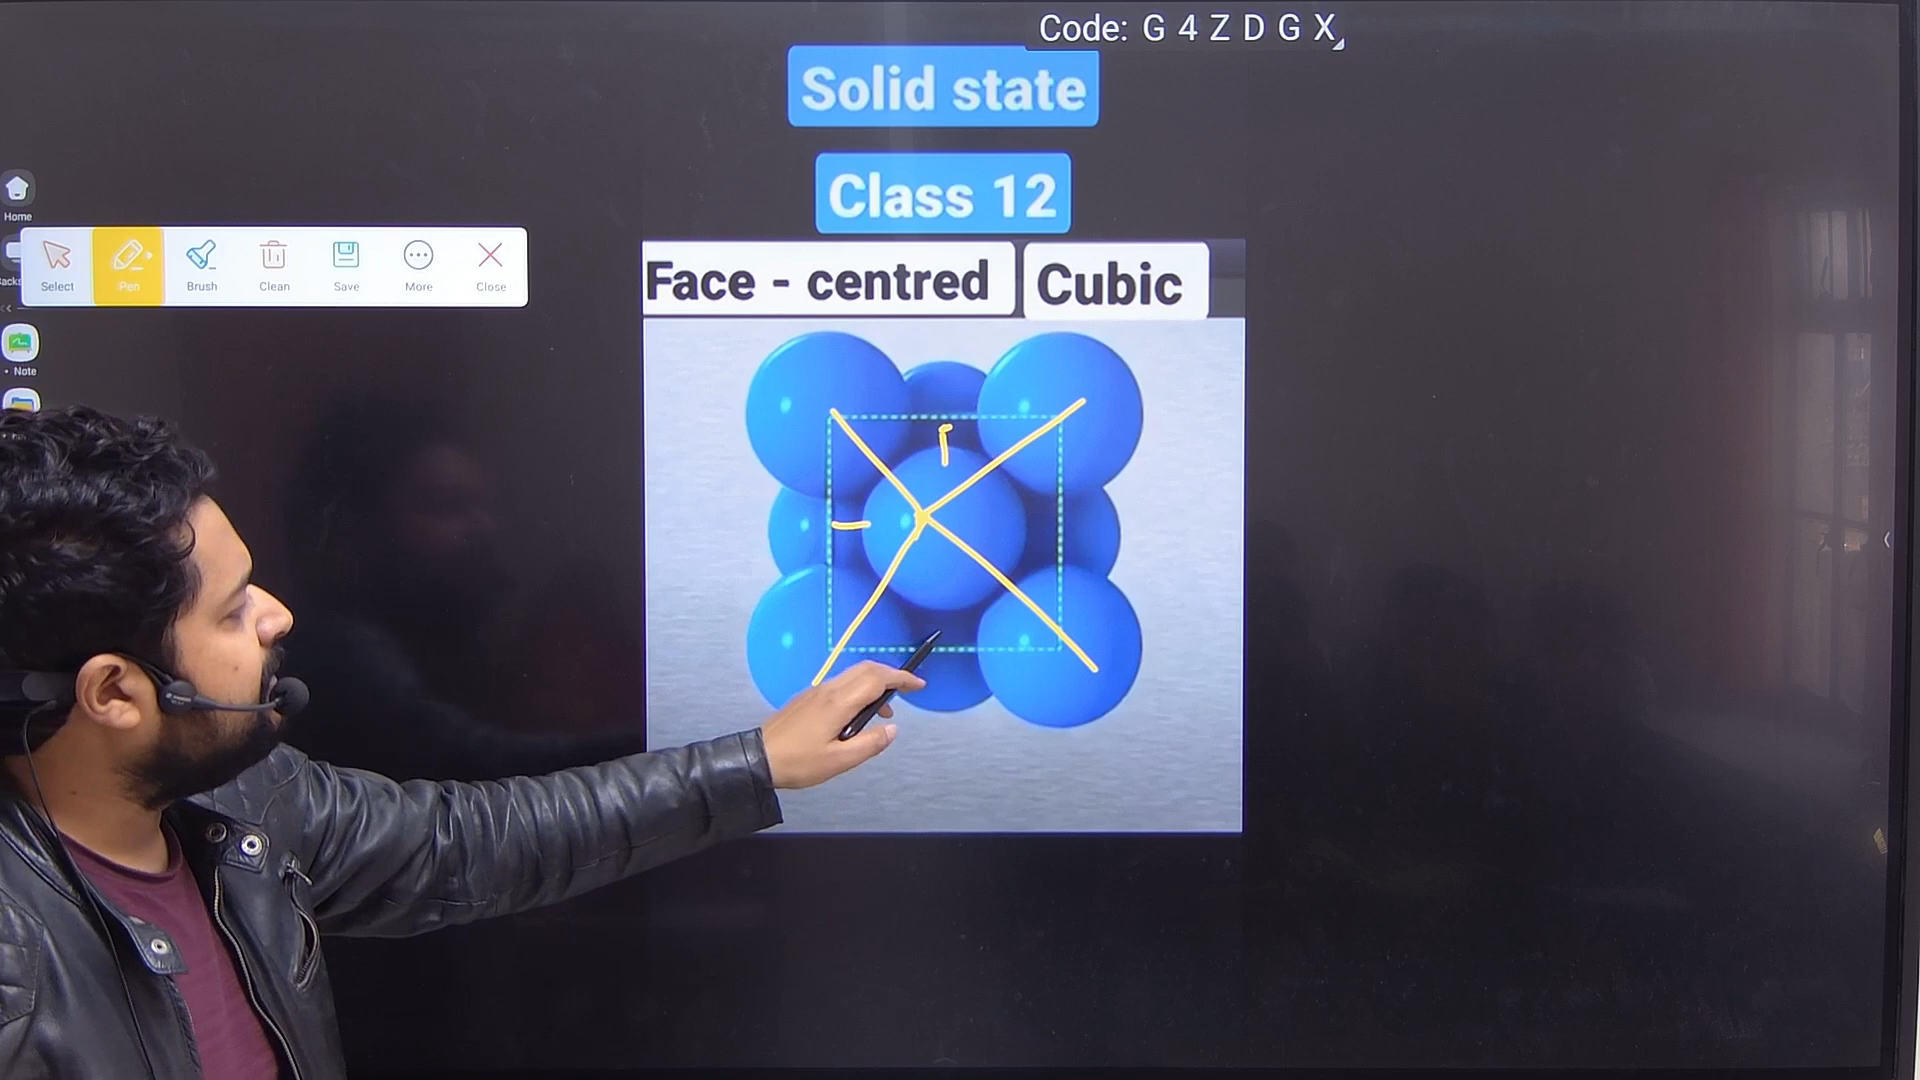 Code: G 4 Z D G X
Solid state
Class 12
Home
Select Pen Brush Clean Save More Close
Face - centred Cubic
Note
r